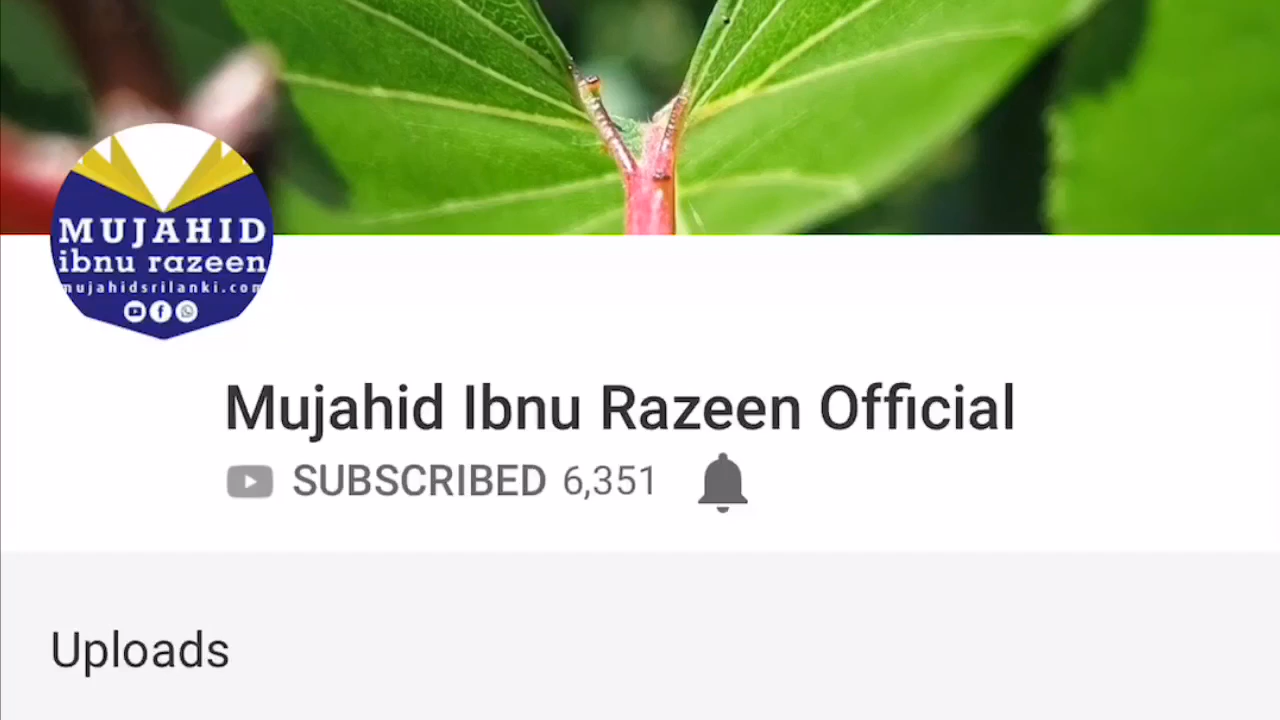 MUJAHID
ibnu razeen
mujahidsrilanki.com
Mujahid Ibnu Razeen Official
SUBSCRIBED 6,351
Uploads